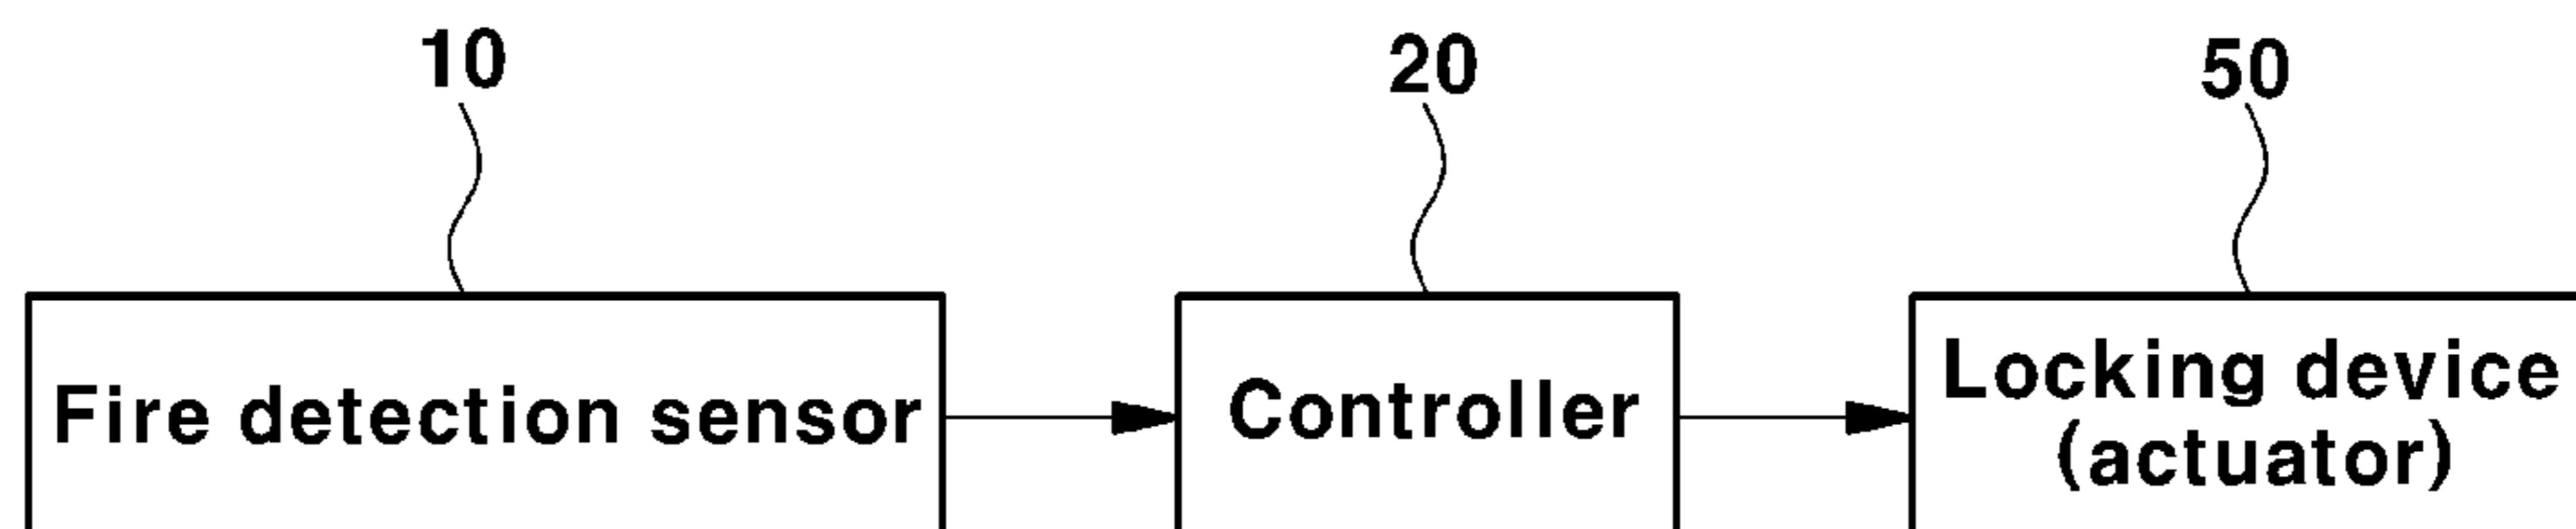 10
20
50
Fire detection sensor
Controller
Locking device
(actuator)